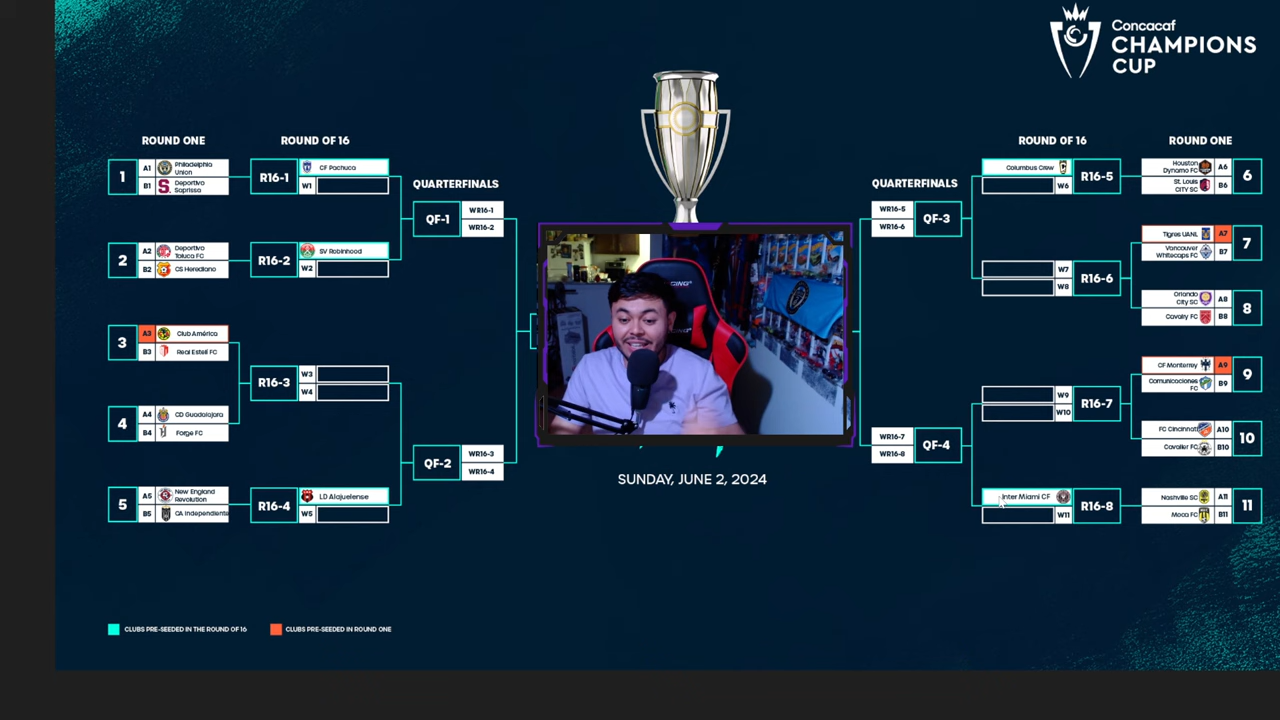 Concacaf
CHAMPIONS
CUP
ROUND ONE
ROUND OF 16
QUARTERFINALS
1
A1
Philadelphia
Union
B1
Deportivo
Saprissa
R16-1
CF Pachuca
W1
2
A2
Deportivo
Toluca FC
B2
CS Herediano
R16-2
SV Robinhood
W2
QF-1
WR16-1
WR16-2
3
A3
Club América
B3
Real Estelí FC
R16-3
W3
W4
4
A4
CD Guadalajara
B4
Forge FC
5
A5
New England
Revolution
B5
CA Independiente
R16-4
LD Alajuelense
W5
QF-2
WR16-3
WR16-4
SUNDAY, JUNE 2, 2024
QUARTERFINALS
ROUND OF 16
ROUND ONE
WR16-5
WR16-6
QF-3
Columbus Crew
W6
R16-5
Houston
Dynamo FC
A6
St. Louis
CITY SC
B6
6
W7
W8
R16-6
Tigres UANL
A7
Vancouver
Whitecaps FC
B7
7
Orlando
City SC
A8
Cavalry FC
B8
8
WR16-7
WR16-8
QF-4
W9
W10
R16-7
CF Monterrey
A9
Comunicaciones
FC
B9
9
FC Cincinnati
A10
Cavalier FC
B10
10
Inter Miami CF
W11
R16-8
Nashville SC
A11
Moca FC
B11
11
CLUBS PRE-SEEDED IN THE ROUND OF 16
CLUBS PRE-SEEDED IN ROUND ONE